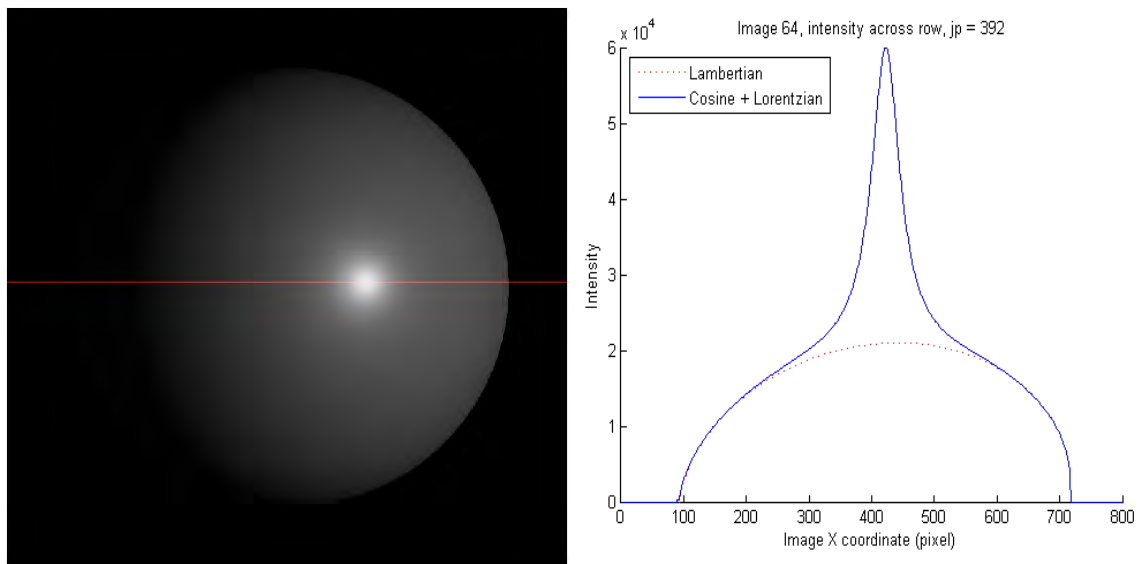 Image 64, intensity across row, jp = 392
x 10^4
Lambertian
Cosine + Lorentzian
Intensity
6
5
4
3
2
1
0
0 100 200 300 400 500 600 700 800
Image X coordinate (pixel)